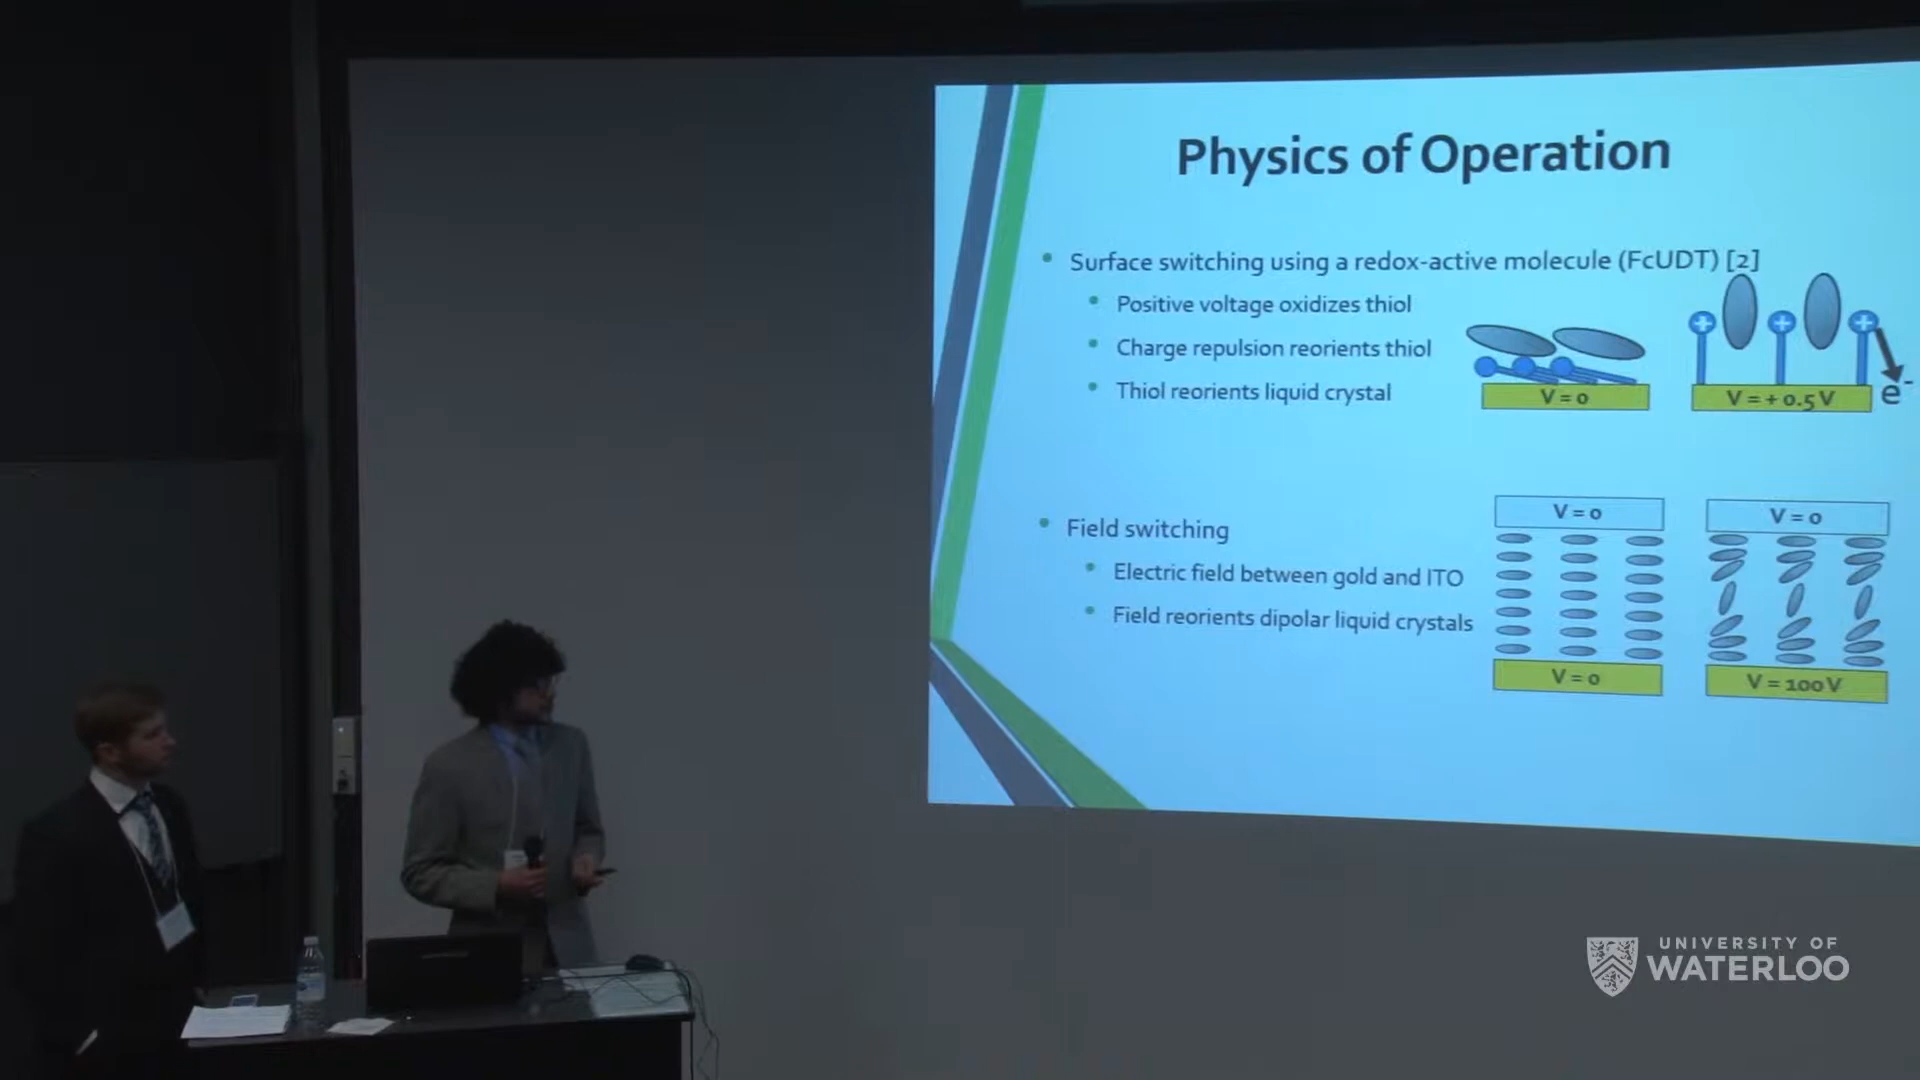 Physics of Operation
• Surface switching using a redox-active molecule (FcUDT) [2]
• Positive voltage oxidizes thiol
• Charge repulsion reorients thiol
• Thiol reorients liquid crystal
+ + +
V = 0
V = + 0.5 V
e-
• Field switching
• Electric field between gold and ITO
• Field reorients dipolar liquid crystals
V = 0
V = 0
V = 0
V = 100 V
UNIVERSITY OF
WATERLOO